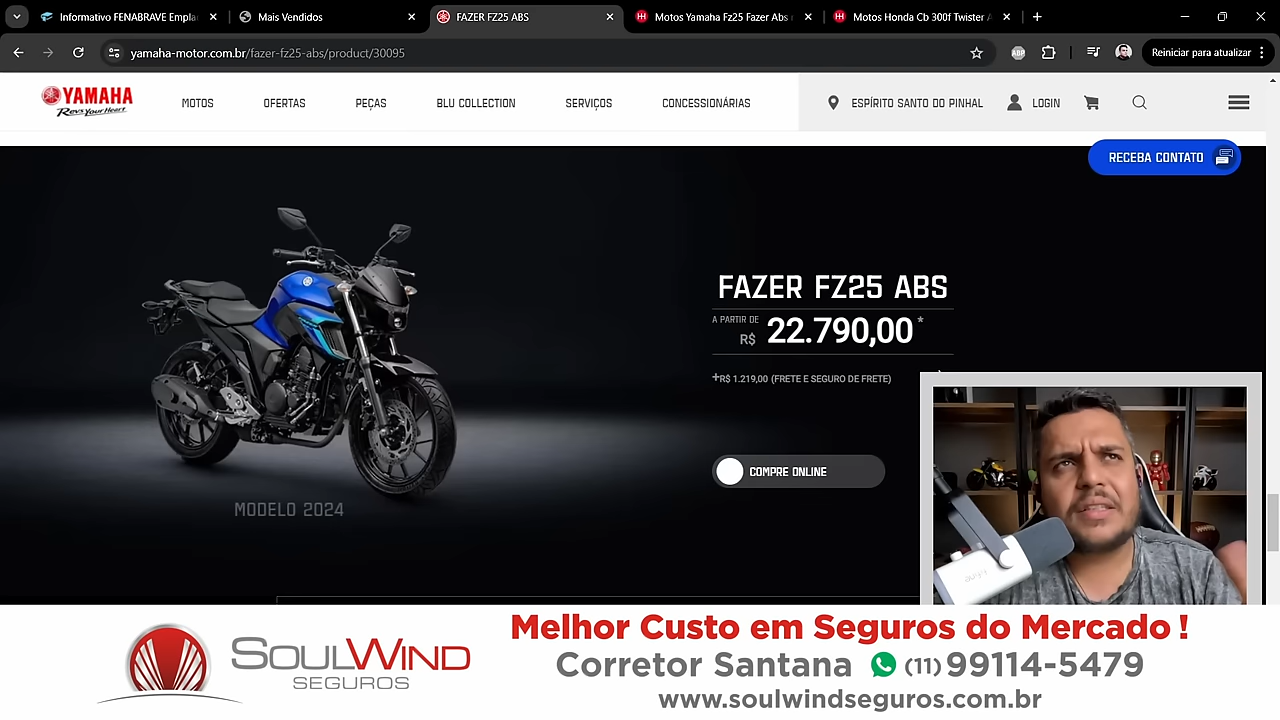 Informativo FENABRAVE Empla
Mais Vendidos
FAZER FZ25 ABS
Motos Yamaha Fz25 Fazer Abs
Motos Honda Cb 300f Twister A
yamaha-motor.com.br/fazer-fz25-abs/product/30095
ABP
Reiniciar para atualizar
YAMAHA
Revs Your Heart
MOTOS
OFERTAS
PEÇAS
BLU COLLECTION
SERVIÇOS
CONCESSIONÁRIAS
ESPÍRITO SANTO DO PINHAL
LOGIN
RECEBA CONTATO
FAZER FZ25 ABS
A PARTIR DE
R$ 22.790,00*
+R$ 1.219,00 (FRETE E SEGURO DE FRETE)
COMPRE ONLINE
MODELO 2024
SOULWIND
SEGUROS
Melhor Custo em Seguros do Mercado !
Corretor Santana (11) 99114-5479
www.soulwindseguros.com.br